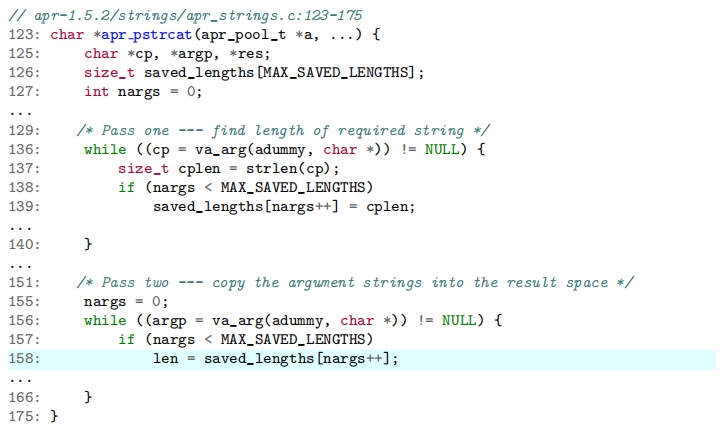 // apr-1.5.2/strings/apr_strings.c:123-175
123: char *apr_pstrcat(apr_pool_t *a, ...) {
125:     char *cp, *argp, *res;
126:     size_t saved_lengths[MAX_SAVED_LENGTHS];
127:     int nargs = 0;
...
129:    /* Pass one --- find length of required string */
136:     while ((cp = va_arg(adummy, char *)) != NULL) {
137:         size_t cplen = strlen(cp);
138:         if (nargs < MAX_SAVED_LENGTHS)
139:             saved_lengths[nargs++] = cplen;
...
140:     }
...
151:    /* Pass two --- copy the argument strings into the result space */
155:     nargs = 0;
156:     while ((argp = va_arg(adummy, char *)) != NULL) {
157:         if (nargs < MAX_SAVED_LENGTHS)
158:             len = saved_lengths[nargs++];
...
166:     }
175: }